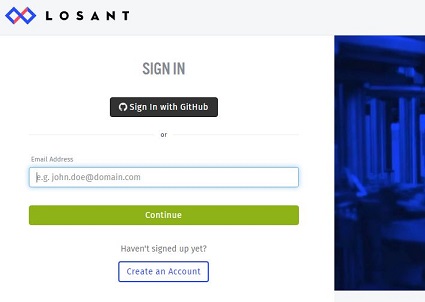 LOSANT
SIGN IN
Sign In with GitHub
or
Email Address
e.g. john.doe@domain.com
Continue
Haven't signed up yet?
Create an Account